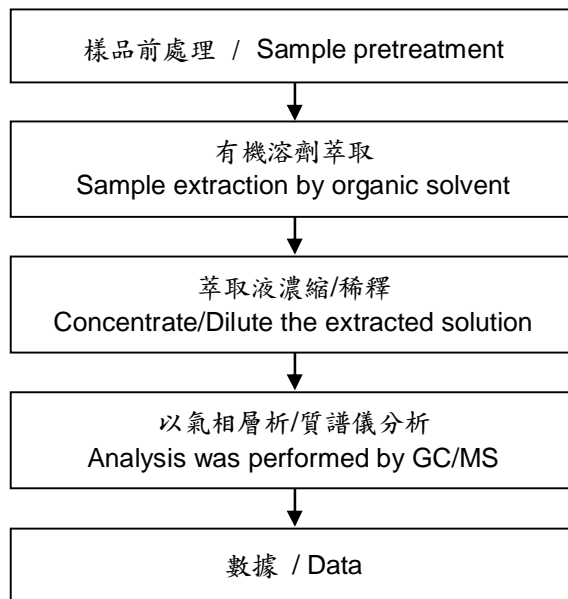 樣品前處理 / Sample pretreatment
有機溶劑萃取
Sample extraction by organic solvent
萃取液濃縮/稀釋
Concentrate/Dilute the extracted solution
以氣相層析/質譜儀分析
Analysis was performed by GC/MS
數據 / Data